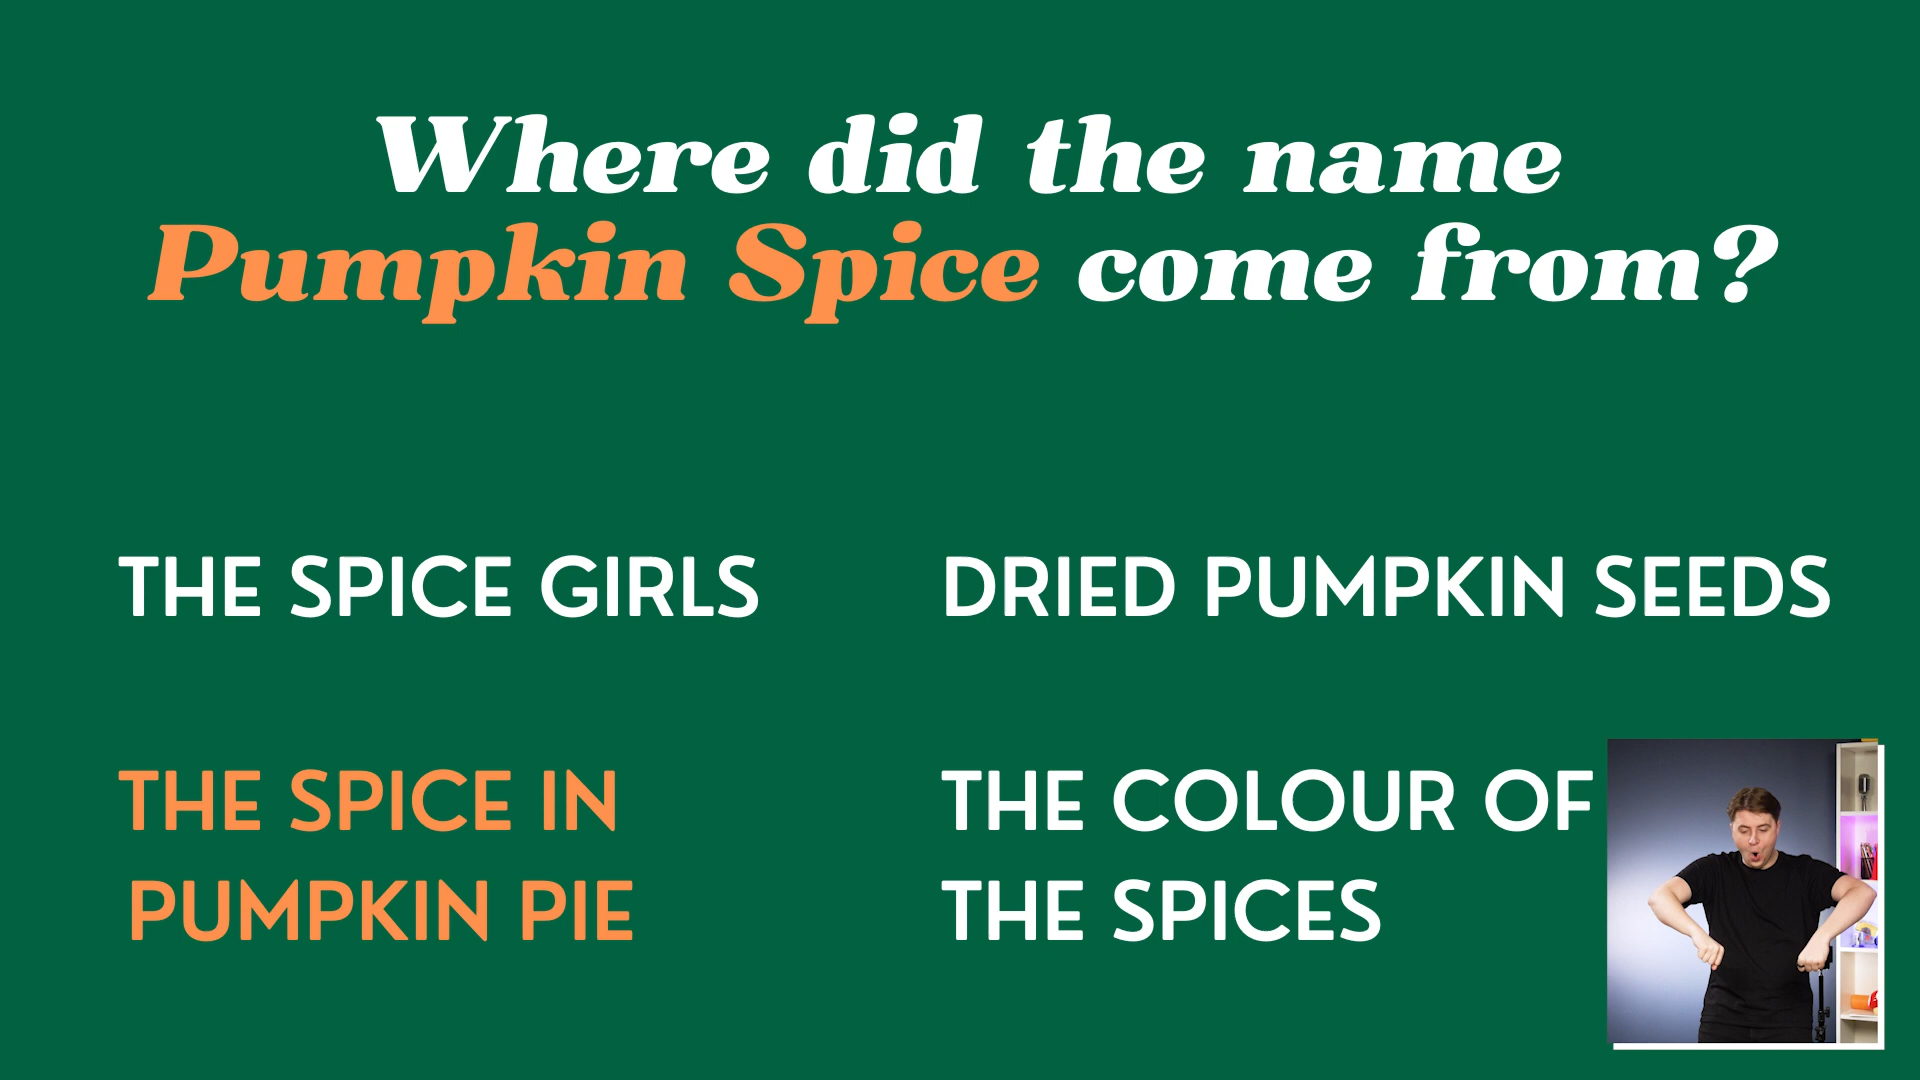 Where did the name
Pumpkin Spice come from?
THE SPICE GIRLS
DRIED PUMPKIN SEEDS
THE SPICE IN
PUMPKIN PIE
THE COLOUR OF
THE SPICES